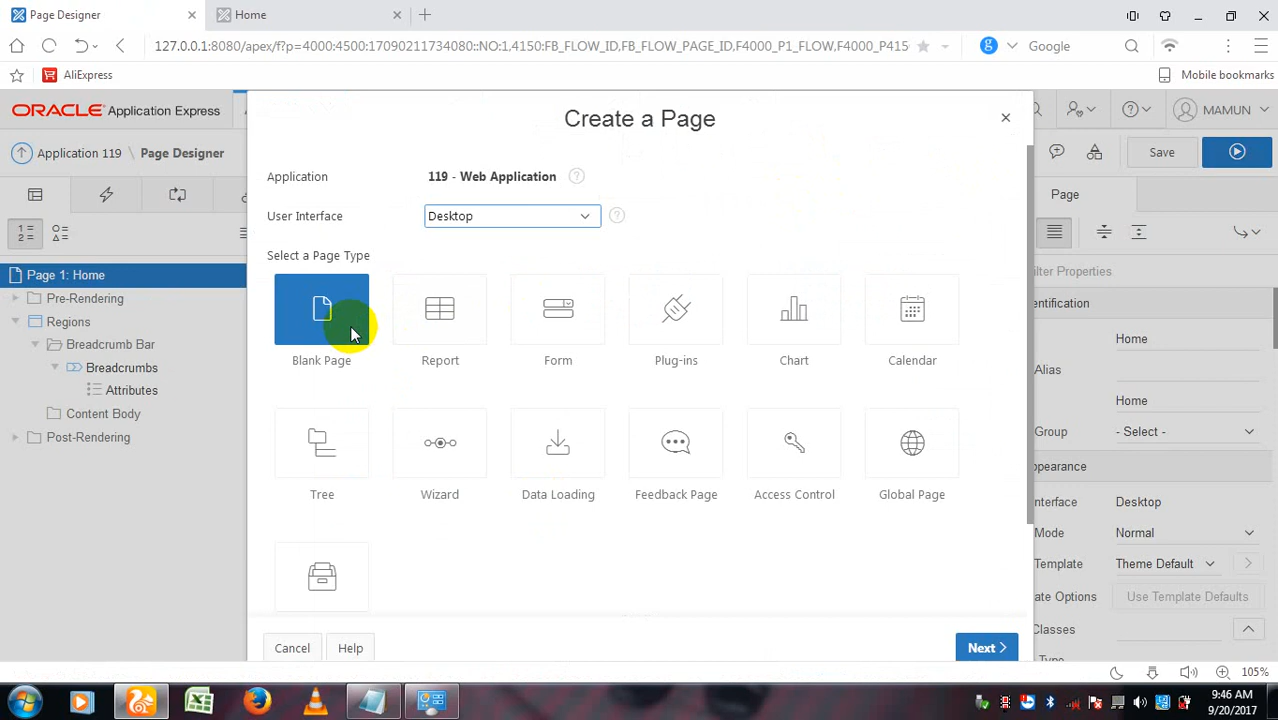 Page Designer
Home
127.0.0.1:8080/apex/f?p=4000:4500:17090211734080::NO:1,4150:FB_FLOW_ID,FB_FLOW_PAGE_ID,F4000_P1_FLOW,F4000_P415
Google
AliExpress
Mobile bookmarks
ORACLE Application Express
MAMUN
Application 119 \ Page Designer
Save
Create a Page
Application
119 - Web Application
User Interface
Desktop
Select a Page Type
Blank Page
Report
Form
Plug-ins
Chart
Calendar
Tree
Wizard
Data Loading
Feedback Page
Access Control
Global Page
Cancel
Help
Next
Page 1: Home
Pre-Rendering
Regions
Breadcrumb Bar
Breadcrumbs
Attributes
Content Body
Post-Rendering
Page
ilter Properties
entification
Home
Alias
Home
Group
- Select -
ppearance
nterface
Desktop
Mode
Normal
Template
Theme Default
ate Options
Use Template Defaults
Classes
105%
9:46 AM
9/20/2017